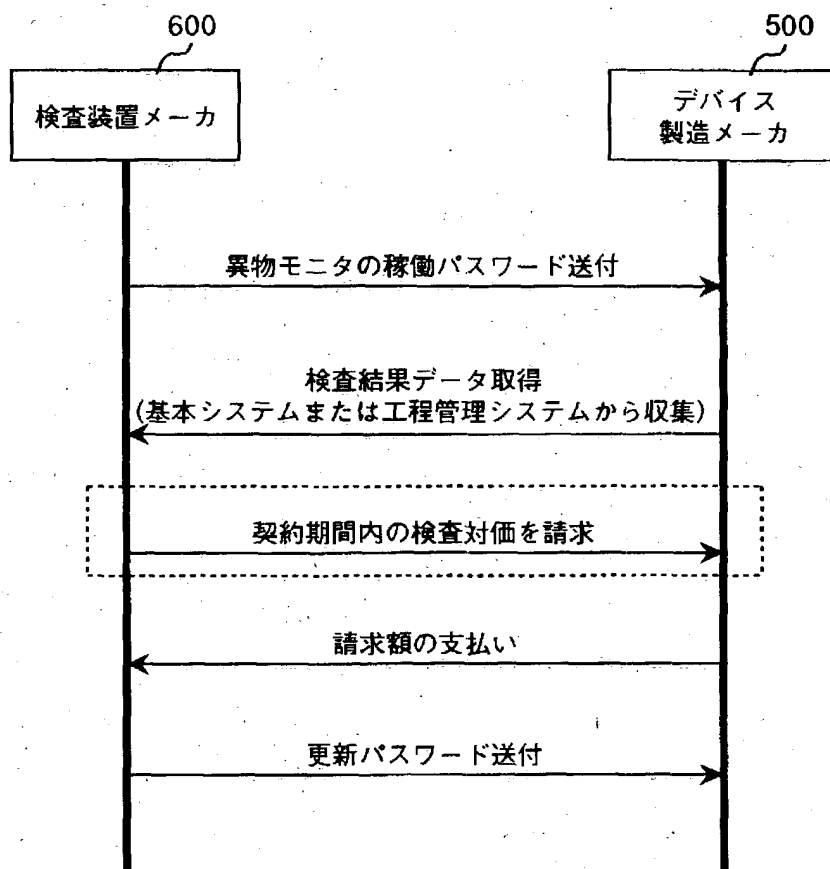 600
500
検査装置メーカ
デバイス
製造メーカ
異物モニタの稼働パスワード送付
検査結果データ取得
(基本システムまたは工程管理システムから収集)
契約期間内の検査対価を請求
請求額の支払い
更新パスワード送付